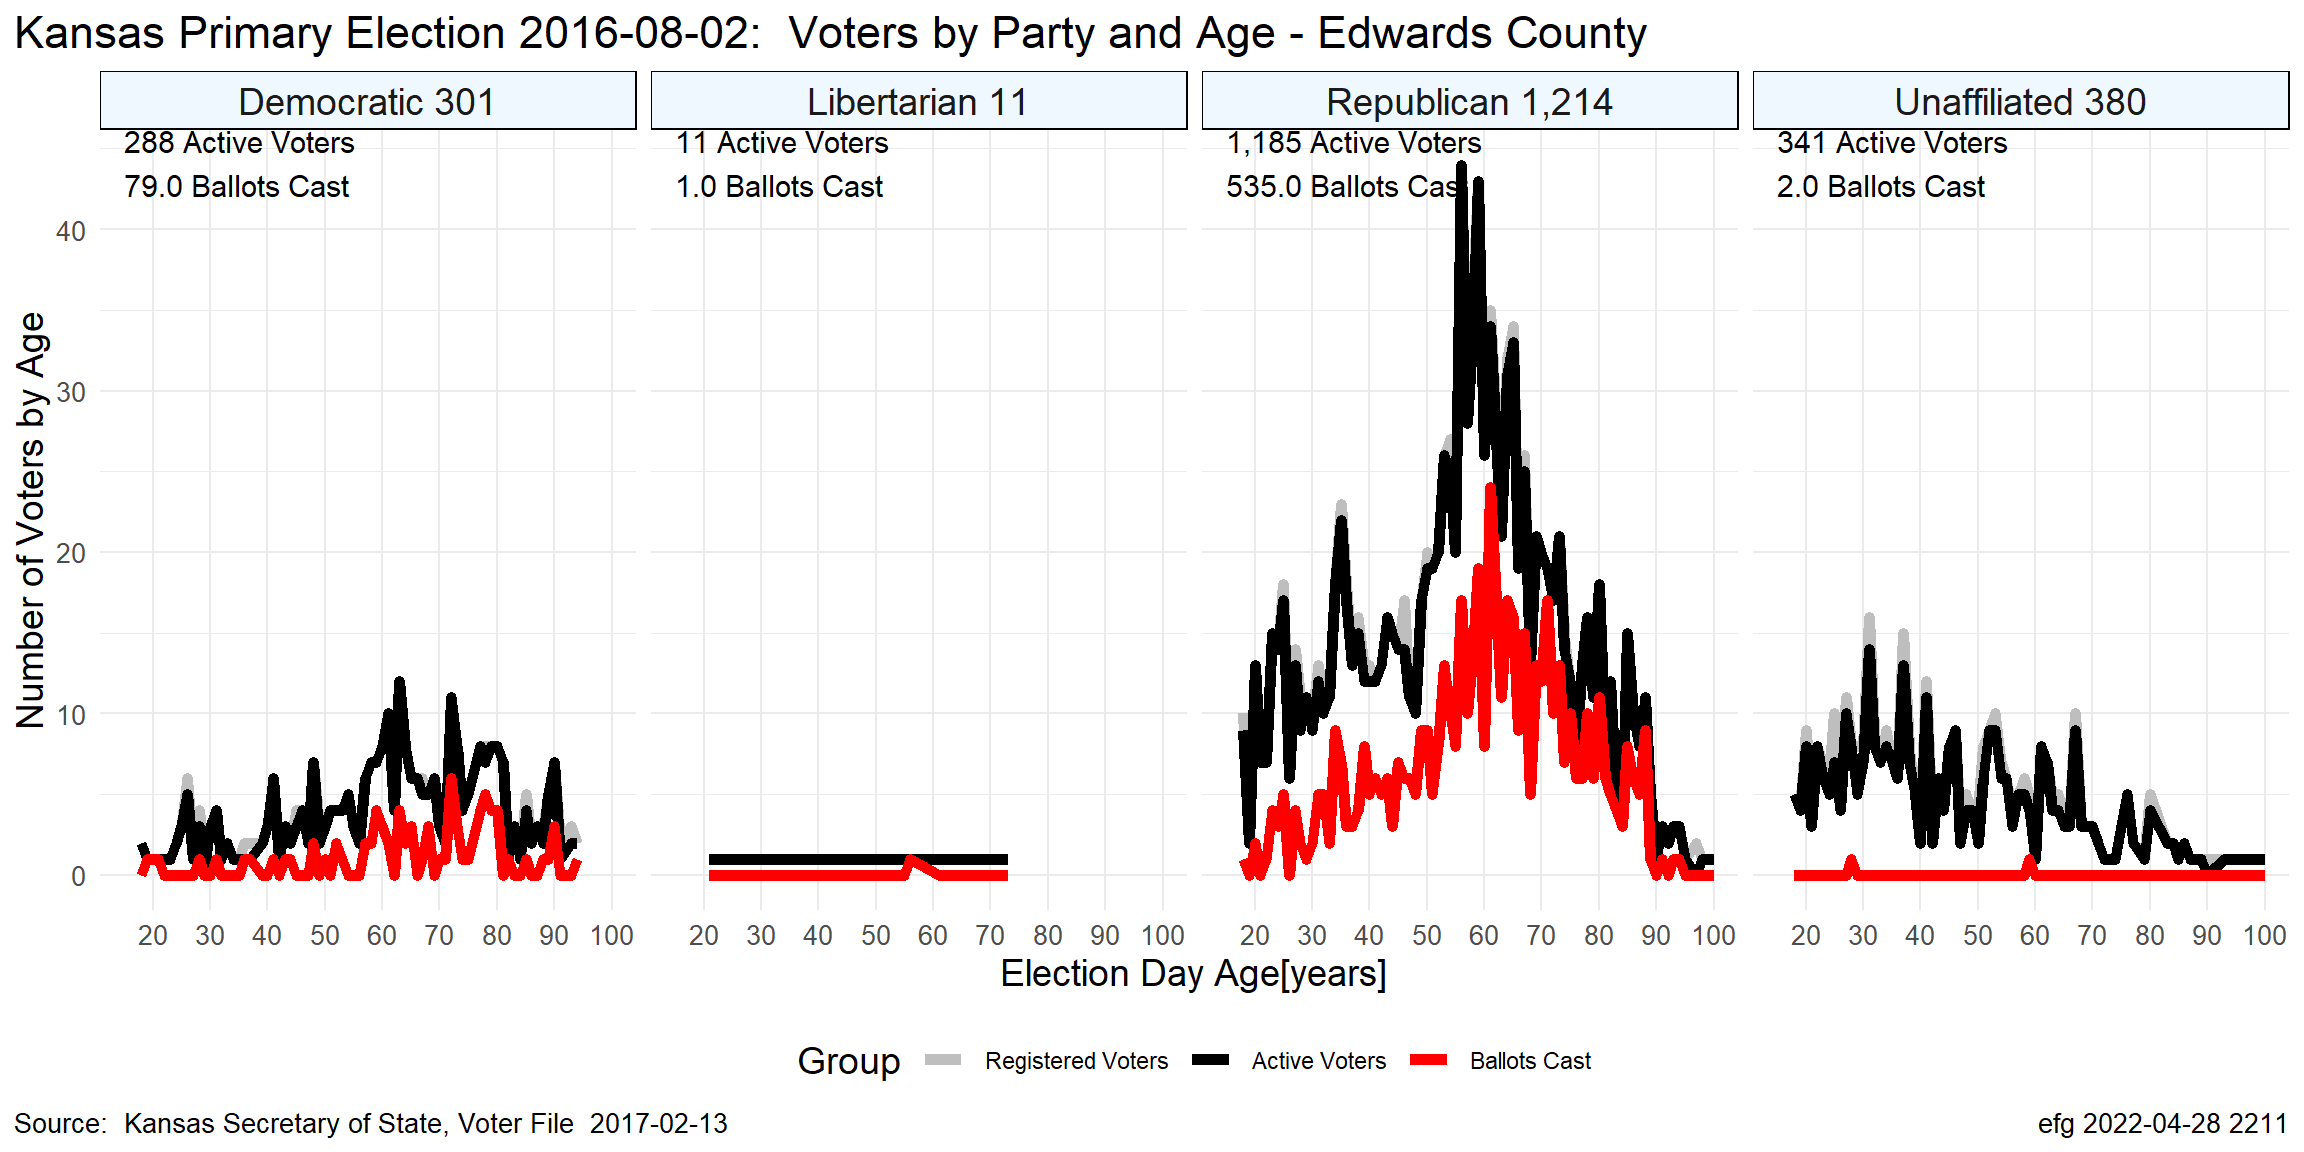 Kansas Primary Election 2016-08-02:  Voters by Party and Age - Edwards County
Democratic 301
Libertarian 11
Republican 1,214
Unaffiliated 380
288 Active Voters
79.0 Ballots Cast
11 Active Voters
1.0 Ballots Cast
1,185 Active Voters
535.0 Ballots Cast
341 Active Voters
2.0 Ballots Cast
Number of Voters by Age
40
30
20
10
0
20 30 40 50 60 70 80 90 100
20 30 40 50 60 70 80 90 100
20 30 40 50 60 70 80 90 100
20 30 40 50 60 70 80 90 100
Election Day Age[years]
Group Registered Voters Active Voters Ballots Cast
Source:  Kansas Secretary of State, Voter File  2017-02-13
efg 2022-04-28 2211